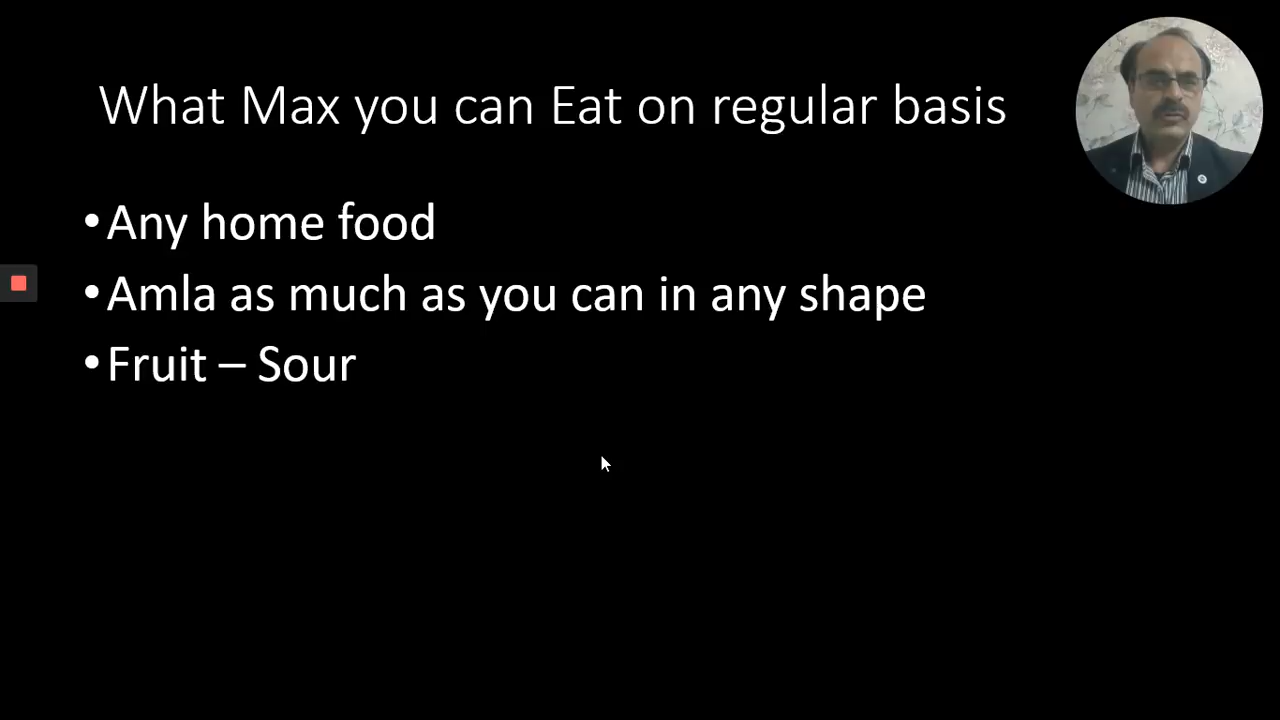 What Max you can Eat on regular basis
•Any home food
•Amla as much as you can in any shape
•Fruit – Sour